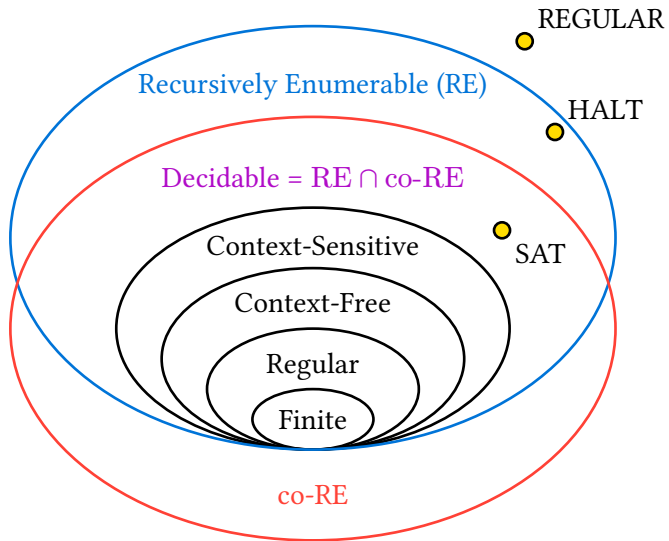 REGULAR
Recursively Enumerable (RE)
HALT
Decidable = RE ∩ co-RE
Context-Sensitive
SAT
Context-Free
Regular
Finite
co-RE